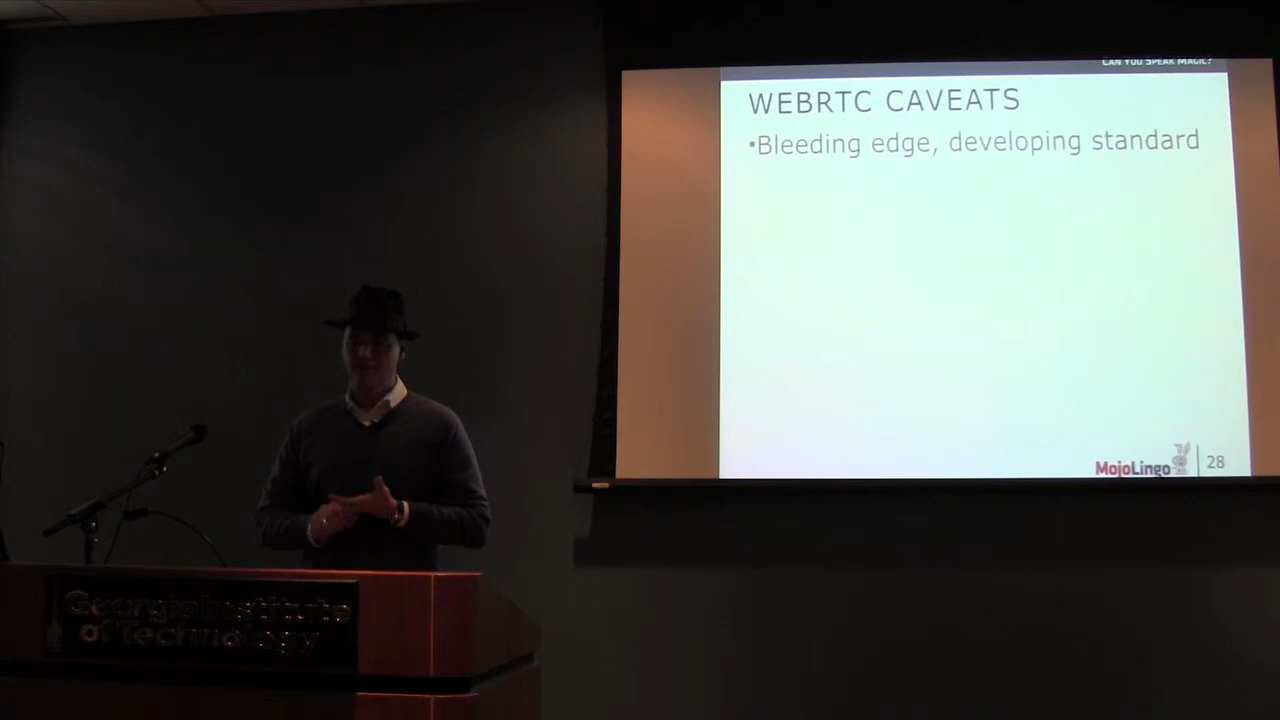 CAN YOU SPEAK MAGIC?
WEBRTC CAVEATS
•Bleeding edge, developing standard
MojoLingo | 28
Georgia Institute
of Technology